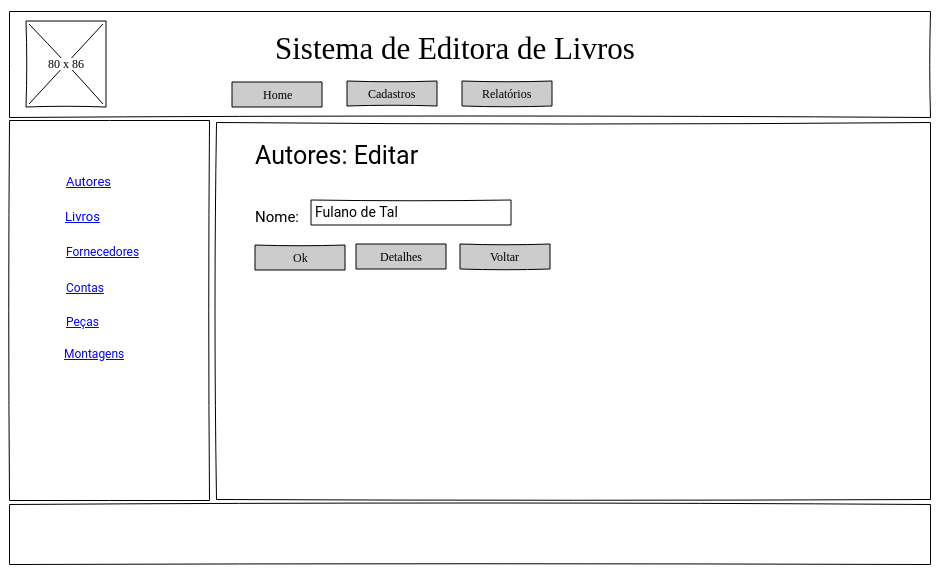 Sistema de Editora de Livros
80 x 86
Home Cadastros Relatórios
Autores
Livros
Fornecedores
Contas
Peças
Montagens
Autores: Editar
Nome: Fulano de Tal
Ok Detalhes Voltar